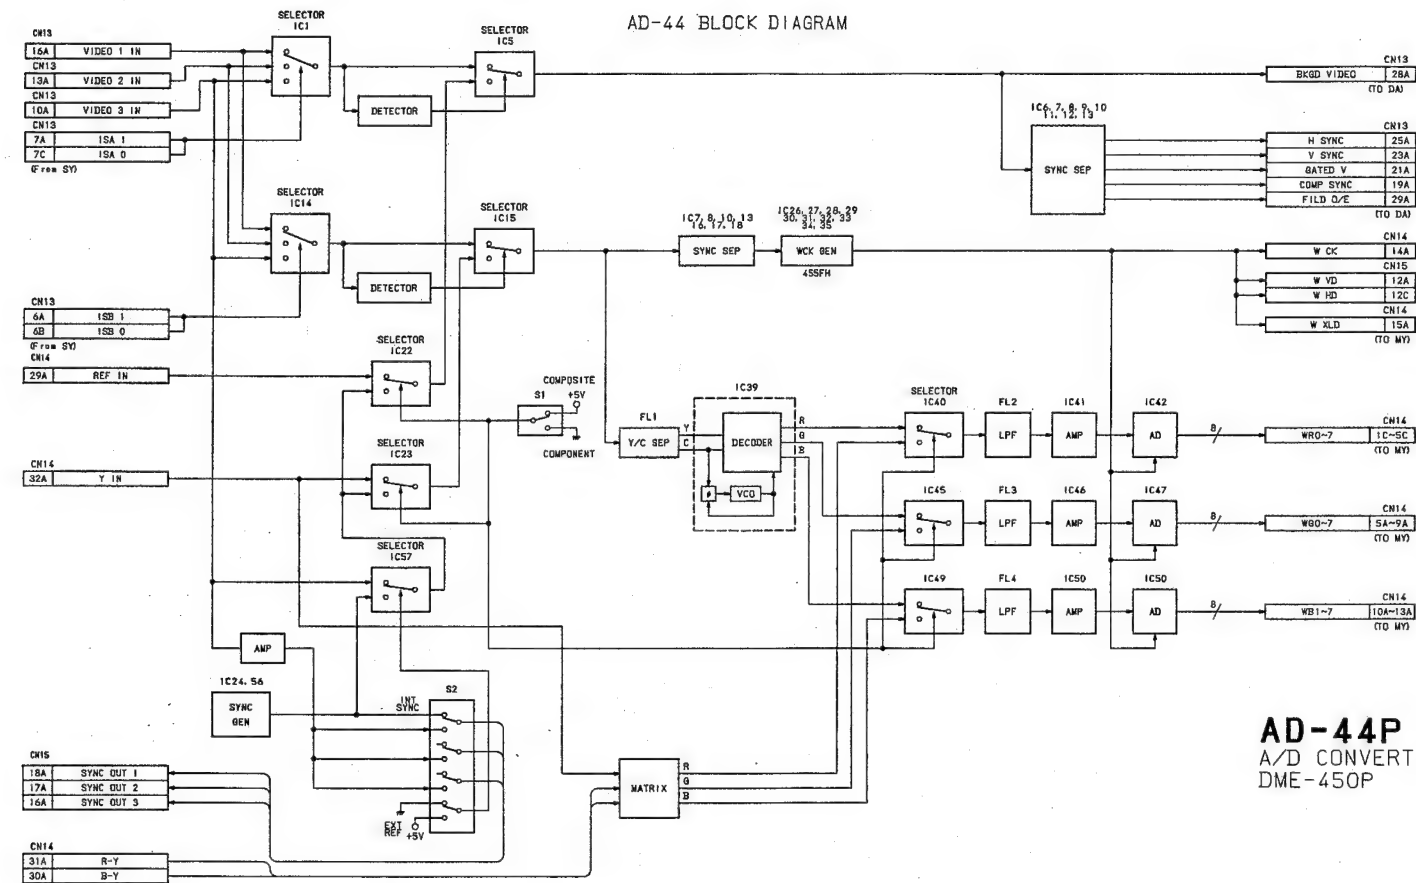 AD-44 BLOCK DIAGRAM
CN13
16A VIDEO 1 IN
CN13
13A VIDEO 2 IN
CN13
10A VIDEO 3 IN
CN13
7A ISA 1
7C ISA 0
(From SY)
SELECTOR
IC1
DETECTOR
SELECTOR
IC5
IC6, 7, 8, 9, 10
11, 12, 13
SYNC SEP
CN13
BKGD VIDEO 28A
(TO DA)
CN13
H SYNC 25A
V SYNC 23A
GATED V 21A
COMP SYNC 19A
FILD O/E 29A
(TO DA)
SELECTOR
IC14
DETECTOR
SELECTOR
IC15
IC7, 8, 10, 13
16, 17, 18
SYNC SEP
IC26, 27, 28, 29
30, 31, 32, 33
34, 35
WCK GEN
455FH
CN14
W CK 14A
CN15
W VD 12A
W HD 12C
CN14
W XLD 15A
(TO MY)
CN13
6A ISB 1
6B ISB 0
(From SY)
CN14
29A REF IN
SELECTOR
IC22
S1
COMPOSITE
+5V
COMPONENT
CN14
32A Y IN
SELECTOR
IC23
SELECTOR
IC57
FL1
Y/C SEP
Y
C
IC39
DECODER
VCO
R
G
B
SELECTOR
IC40
FL2
LPF
IC41
AMP
IC42
AD
8
CN14
WR0~7 1C~5C
(TO MY)
IC45
FL3
LPF
IC46
AMP
IC47
AD
8
CN14
WG0~7 5A~9A
(TO MY)
IC49
FL4
LPF
IC50
AMP
IC50
AD
8
CN14
WB1~7 10A~13A
(TO MY)
AMP
IC24, 56
SYNC
GEN
INT
SYNC
S2
EXT
REF
+5V
CN15
18A SYNC OUT 1
17A SYNC OUT 2
16A SYNC OUT 3
CN14
31A R-Y
30A B-Y
MATRIX
R
G
B
AD-44P
A/D CONVERT
DME-450P